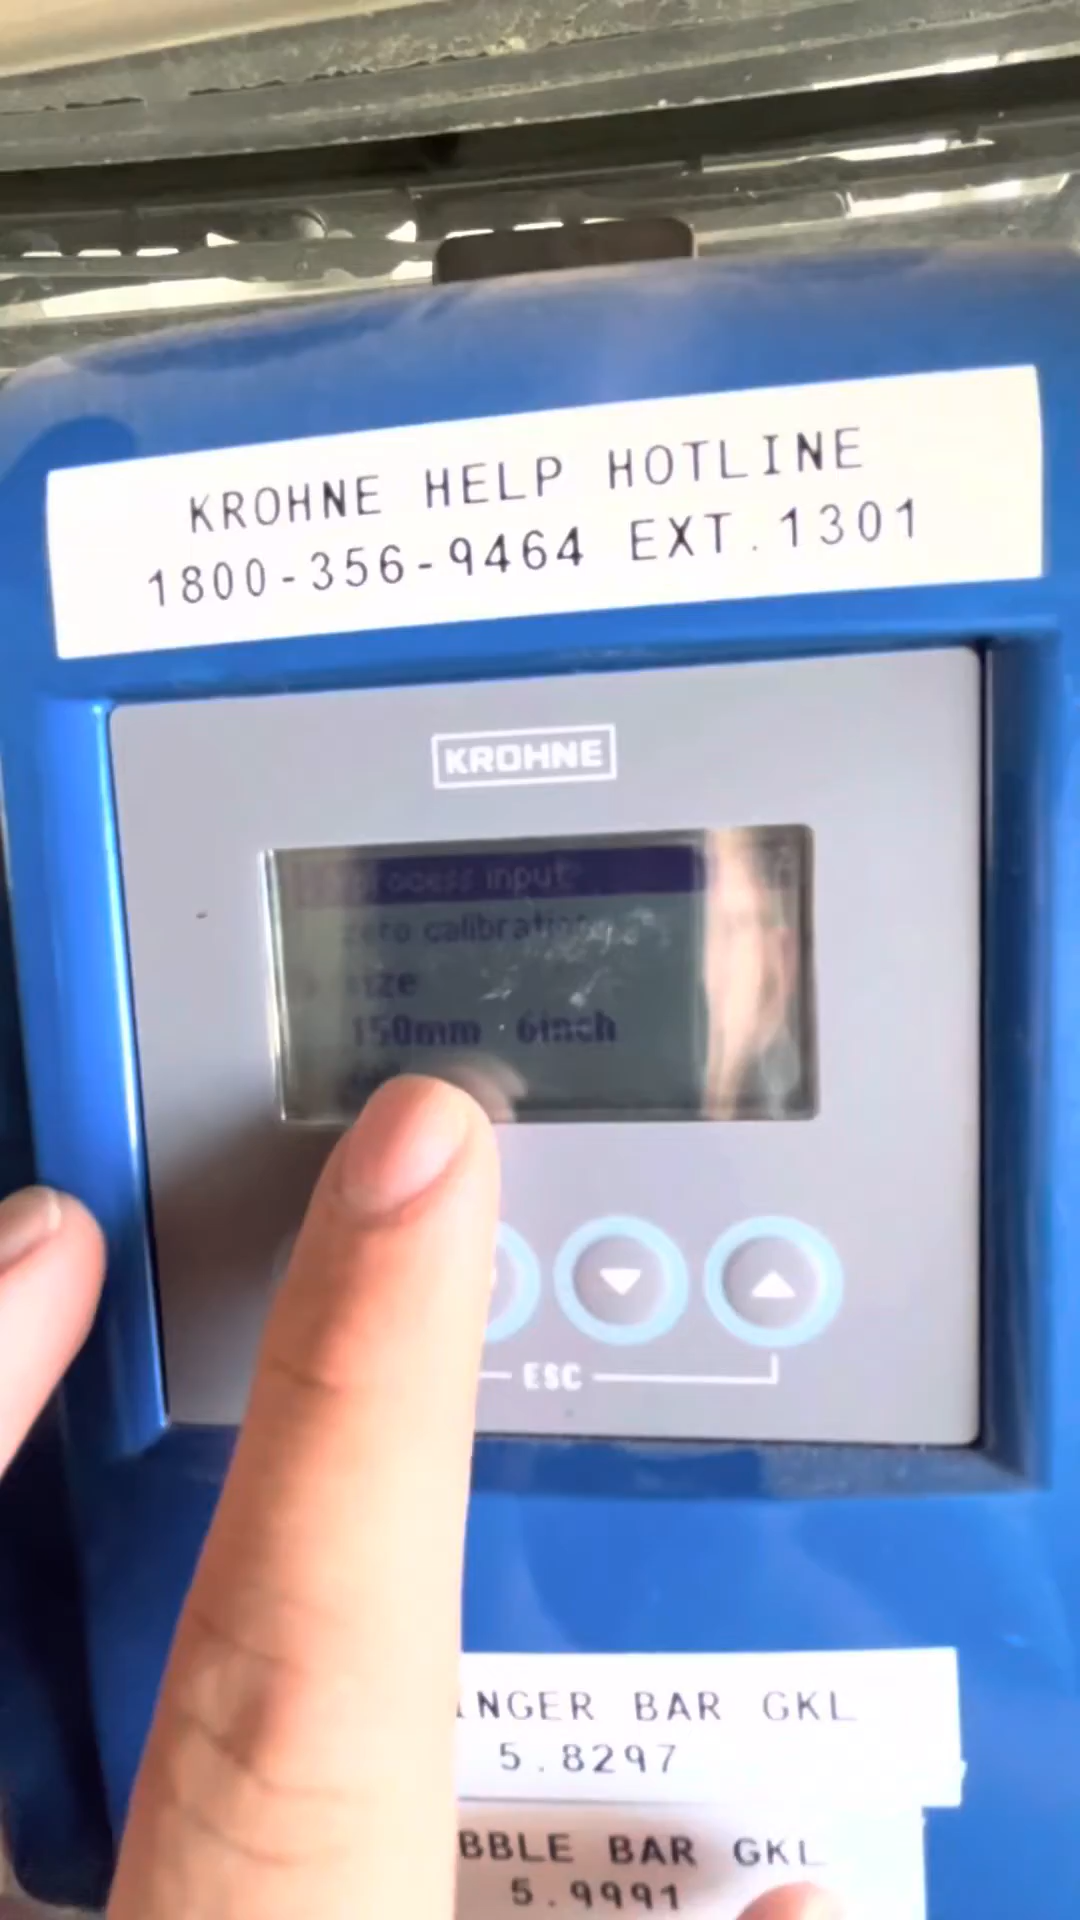 KROHNE HELP HOTLINE
1800-356-9464 EXT.1301
KROHNE
process input
zero calibration
size
150mm 6inch
ESC
NGER BAR GKL
5.8297
BBLE BAR GKL
5.9991